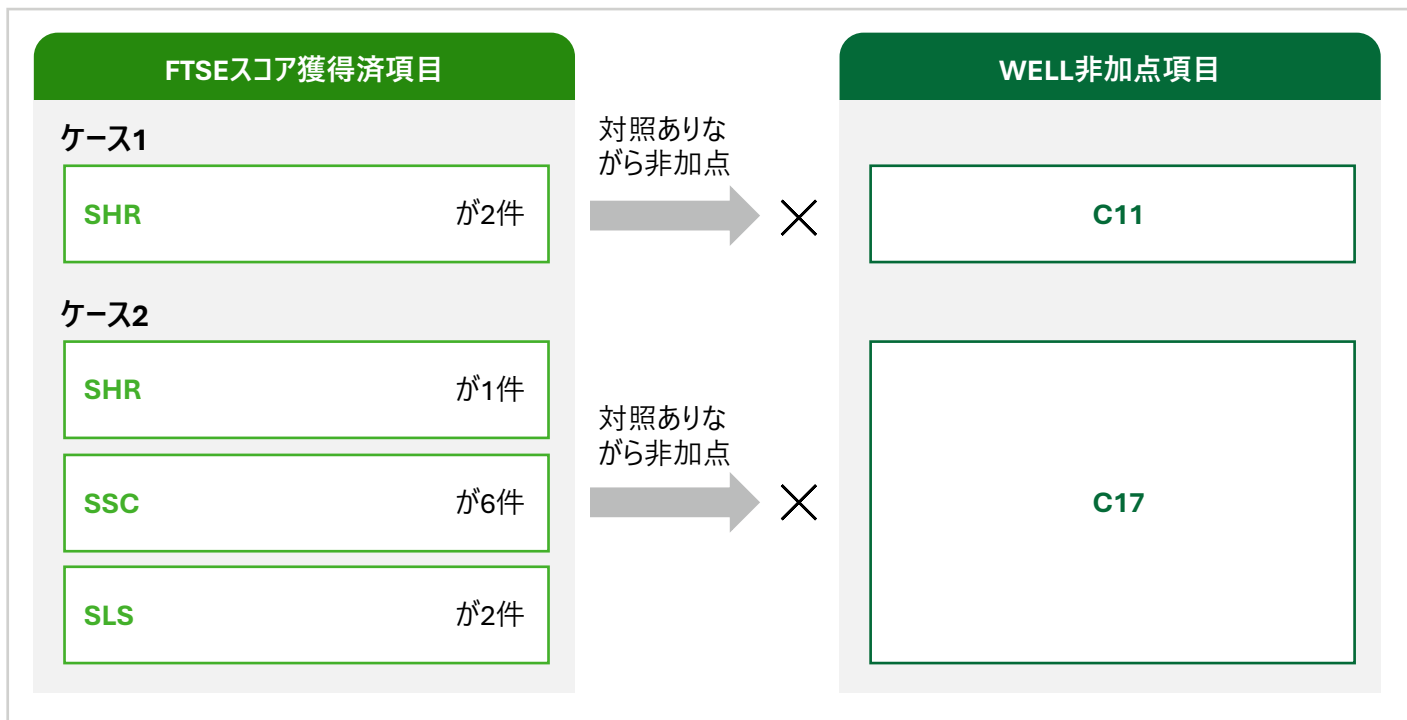 FTSEスコア獲得済項目
WELL非加点項目
ケース1
SHR が2件
対照ありな
がら非加点
C11
ケース2
SHR が1件
SSC が6件
SLS が2件
対照ありな
がら非加点
C17